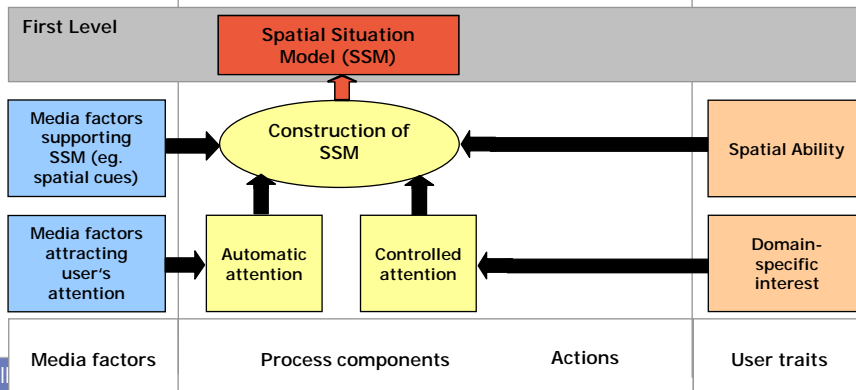 First Level
Spatial Situation
Model (SSM)
Media factors
supporting
SSM (eg.
spatial cues)
Construction of
SSM
Spatial Ability
Media factors
attracting
user's
attention
Automatic
attention
Controlled
attention
Domain-
specific
interest
Media factors
Process components
Actions
User traits